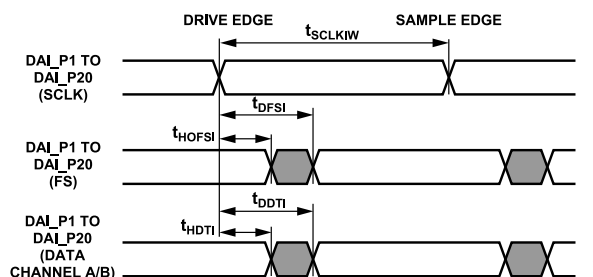 DRIVE EDGE
tSCLKIW
SAMPLE EDGE
DAI_P1 TO
DAI_P20
(SCLK)
tDFSI
tHOFSI
DAI_P1 TO
DAI_P20
(FS)
tDDTI
tHDTI
DAI_P1 TO
DAI_P20
(DATA
CHANNEL A/B)